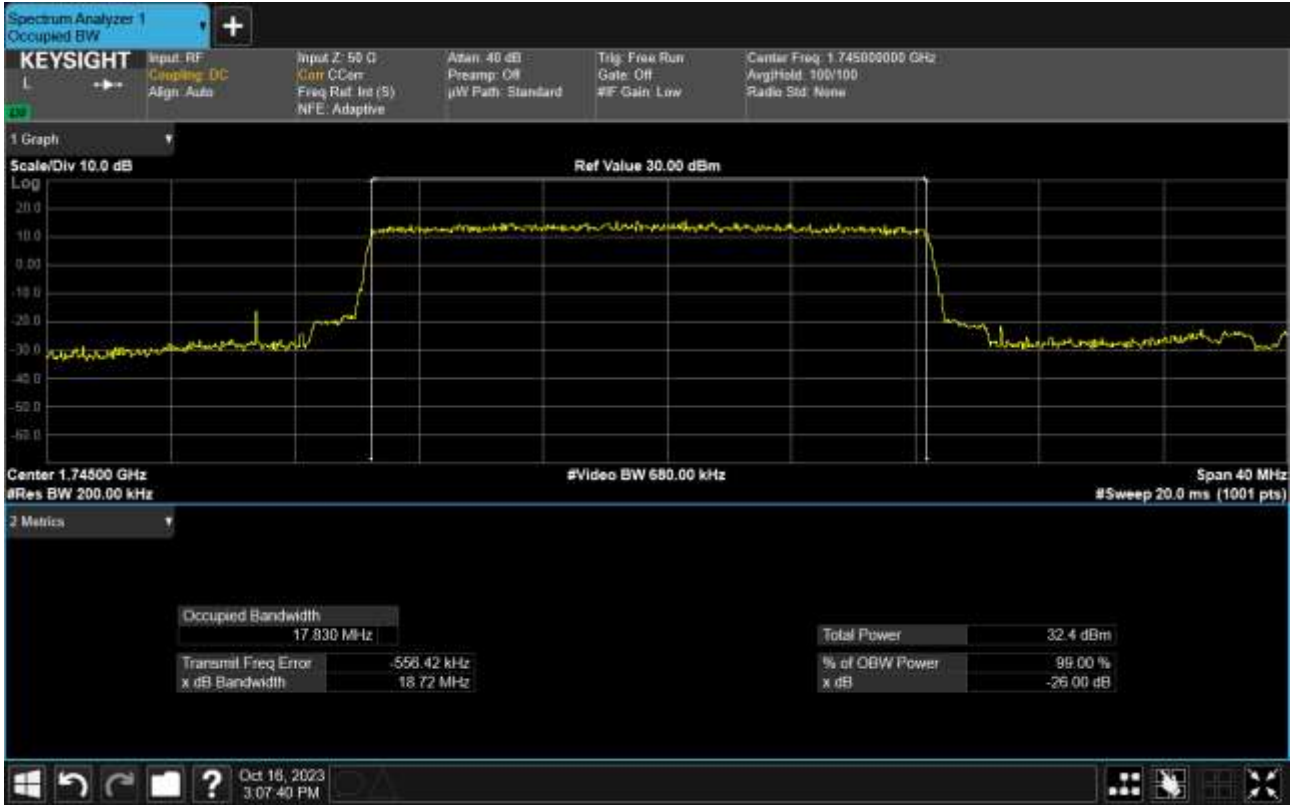 Spectrum Analyzer 1
Occupied BW
+
KEYSIGHT
L
Input: RF
Coupling: DC
Align: Auto
Input Z: 50 Ω
Corr CCorr
Freq Ref: Int (S)
NFE: Adaptive
Atten: 40 dB
Preamp: Off
µW Path: Standard
Trig: Free Run
Gate: Off
#IF Gain: Low
Center Freq: 1.745000000 GHz
Avg|Hold: 100/100
Radio Std: None
1 Graph
Scale/Div 10.0 dB
Ref Value 30.00 dBm
Log
20.0
10.0
0.00
-10.0
-20.0
-30.0
-40.0
-50.0
-60.0
Center 1.74500 GHz
#Video BW 680.00 kHz
Span 40 MHz
#Res BW 200.00 kHz
#Sweep 20.0 ms (1001 pts)
2 Metrics
Occupied Bandwidth
17.830 MHz
Total Power 32.4 dBm
Transmit Freq Error -556.42 kHz
% of OBW Power 99.00 %
x dB Bandwidth 18.72 MHz
x dB -26.00 dB
?
Oct 16, 2023
3:07:40 PM